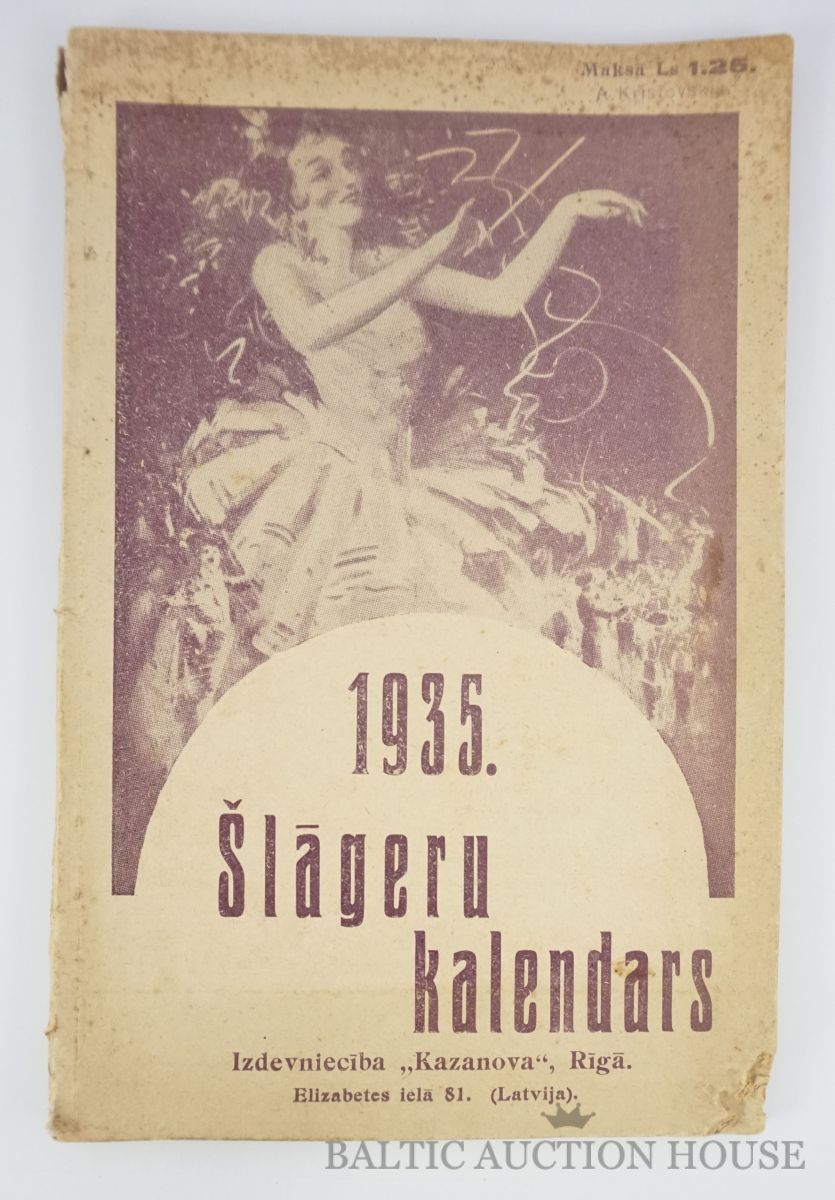 Maksā Ls 1.25.
A. Kristovskis
1935.
Šlāgeru
kalendars
Izdevniecība „Kazanova“, Rīgā.
Elizabetes ielā 81. (Latvija).
BALTIC AUCTION HOUSE